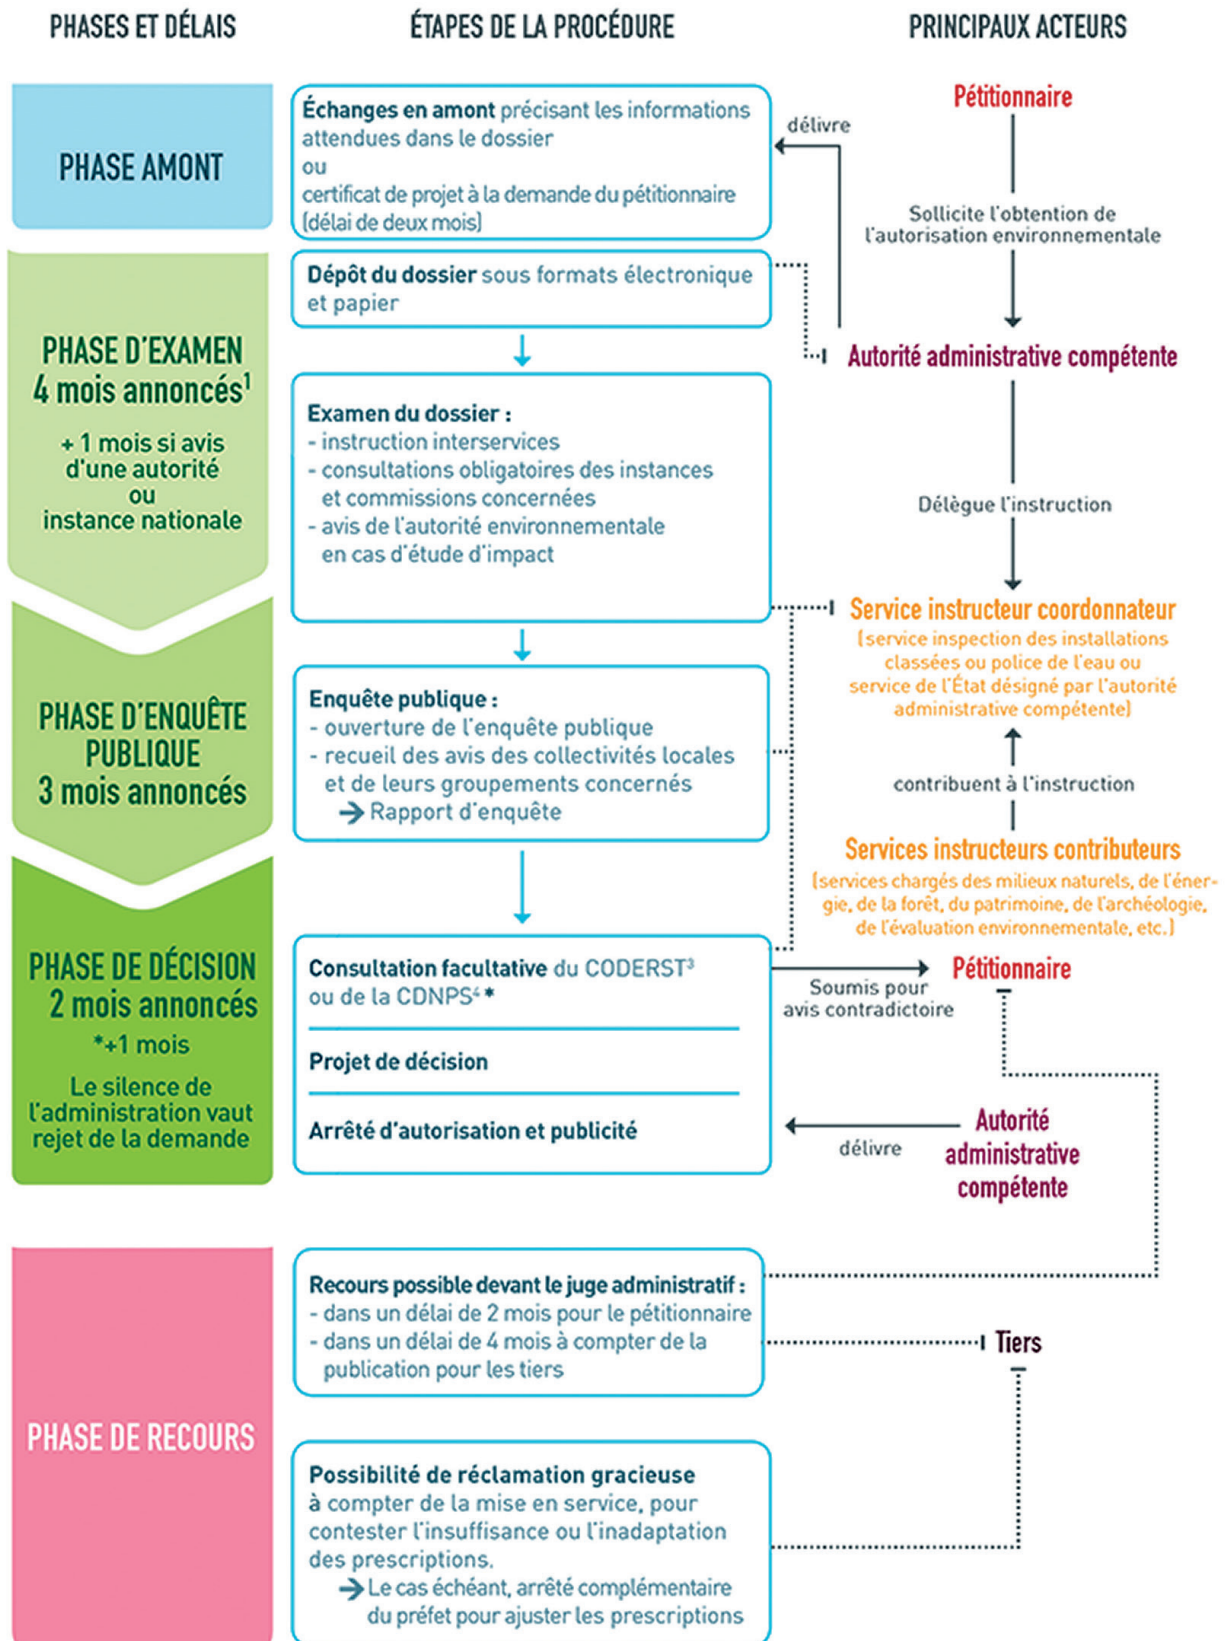 PHASES ET DÉLAIS
ÉTAPES DE LA PROCÉDURE
PRINCIPAUX ACTEURS
PHASE AMONT
Échanges en amont précisant les informations
attendues dans le dossier
ou
certificat de projet à la demande du pétitionnaire
(délai de deux mois)
délivre
Pétitionnaire
Sollicite l'obtention de
l'autorisation environnementale
PHASE D'EXAMEN
4 mois annoncés¹
+ 1 mois si avis
d'une autorité
ou
instance nationale
Dépôt du dossier sous formats électronique
et papier
Autorité administrative compétente
Examen du dossier :
- instruction interservices
- consultations obligatoires des instances
et commissions concernées
- avis de l'autorité environnementale
en cas d'étude d'impact
Délègue l'instruction
Service instructeur coordonnateur
(service inspection des installations
classées ou police de l'eau ou
service de l'État désigné par l'autorité
administrative compétente)
PHASE D'ENQUÊTE
PUBLIQUE
3 mois annoncés
Enquête publique :
- ouverture de l'enquête publique
- recueil des avis des collectivités locales
et de leurs groupements concernés
→ Rapport d'enquête
contribuent à l'instruction
Services instructeurs contributeurs
(services chargés des milieux naturels, de l'éner-
gie, de la forêt, du patrimoine, de l'archéologie,
de l'évaluation environnementale, etc.)
PHASE DE DÉCISION
2 mois annoncés
*+1 mois
Le silence de
l'administration vaut
rejet de la demande
Consultation facultative du CODERST³
ou de la CDNPS⁴ *
Projet de décision
Arrêté d'autorisation et publicité
Soumis pour
avis contradictoire
Pétitionnaire
délivre
Autorité
administrative
compétente
PHASE DE RECOURS
Recours possible devant le juge administratif :
- dans un délai de 2 mois pour le pétitionnaire
- dans un délai de 4 mois à compter de la
publication pour les tiers
Tiers
Possibilité de réclamation gracieuse
à compter de la mise en service, pour
contester l'insuffisance ou l'inadaptation
des prescriptions.
→ Le cas échéant, arrêté complémentaire
du préfet pour ajuster les prescriptions